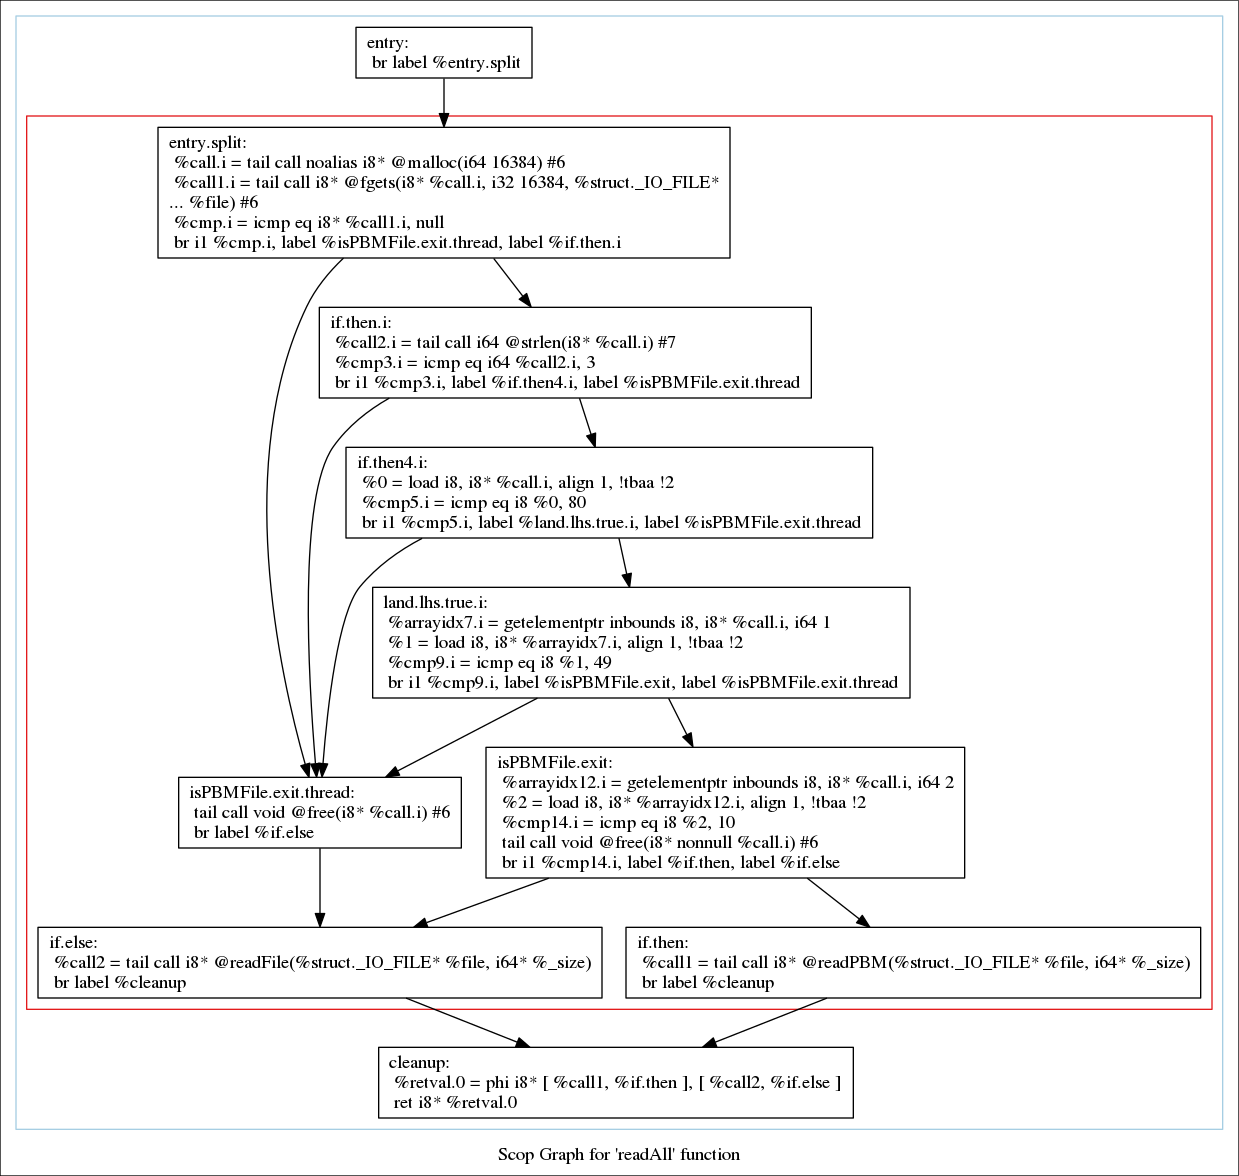 entry:
br label %entry.split
entry.split:
%call.i = tail call noalias i8* @malloc(i64 16384) #6
%call1.i = tail call i8* @fgets(i8* %call.i, i32 16384, %struct._IO_FILE*
... %file) #6
%cmp.i = icmp eq i8* %call1.i, null
br i1 %cmp.i, label %isPBMFile.exit.thread, label %if.then.i
if.then.i:
%call2.i = tail call i64 @strlen(i8* %call.i) #7
%cmp3.i = icmp eq i64 %call2.i, 3
br i1 %cmp3.i, label %if.then4.i, label %isPBMFile.exit.thread
if.then4.i:
%0 = load i8, i8* %call.i, align 1, !tbaa !2
%cmp5.i = icmp eq i8 %0, 80
br i1 %cmp5.i, label %land.lhs.true.i, label %isPBMFile.exit.thread
land.lhs.true.i:
%arrayidx7.i = getelementptr inbounds i8, i8* %call.i, i64 1
%1 = load i8, i8* %arrayidx7.i, align 1, !tbaa !2
%cmp9.i = icmp eq i8 %1, 49
br i1 %cmp9.i, label %isPBMFile.exit, label %isPBMFile.exit.thread
isPBMFile.exit:
%arrayidx12.i = getelementptr inbounds i8, i8* %call.i, i64 2
%2 = load i8, i8* %arrayidx12.i, align 1, !tbaa !2
%cmp14.i = icmp eq i8 %2, 10
tail call void @free(i8* nonnull %call.i) #6
br i1 %cmp14.i, label %if.then, label %if.else
isPBMFile.exit.thread:
tail call void @free(i8* %call.i) #6
br label %if.else
if.else:
%call2 = tail call i8* @readFile(%struct._IO_FILE* %file, i64* %_size)
br label %cleanup
if.then:
%call1 = tail call i8* @readPBM(%struct._IO_FILE* %file, i64* %_size)
br label %cleanup
cleanup:
%retval.0 = phi i8* [ %call1, %if.then ], [ %call2, %if.else ]
ret i8* %retval.0
Scop Graph for 'readAll' function